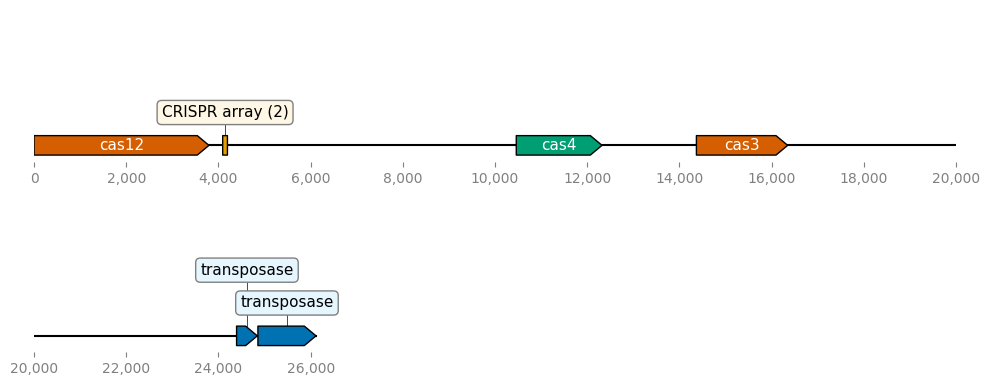 CRISPR array (2)
cas12 cas4 cas3
0 2,000 4,000 6,000 8,000 10,000 12,000 14,000 16,000 18,000 20,000
transposase
transposase
20,000 22,000 24,000 26,000